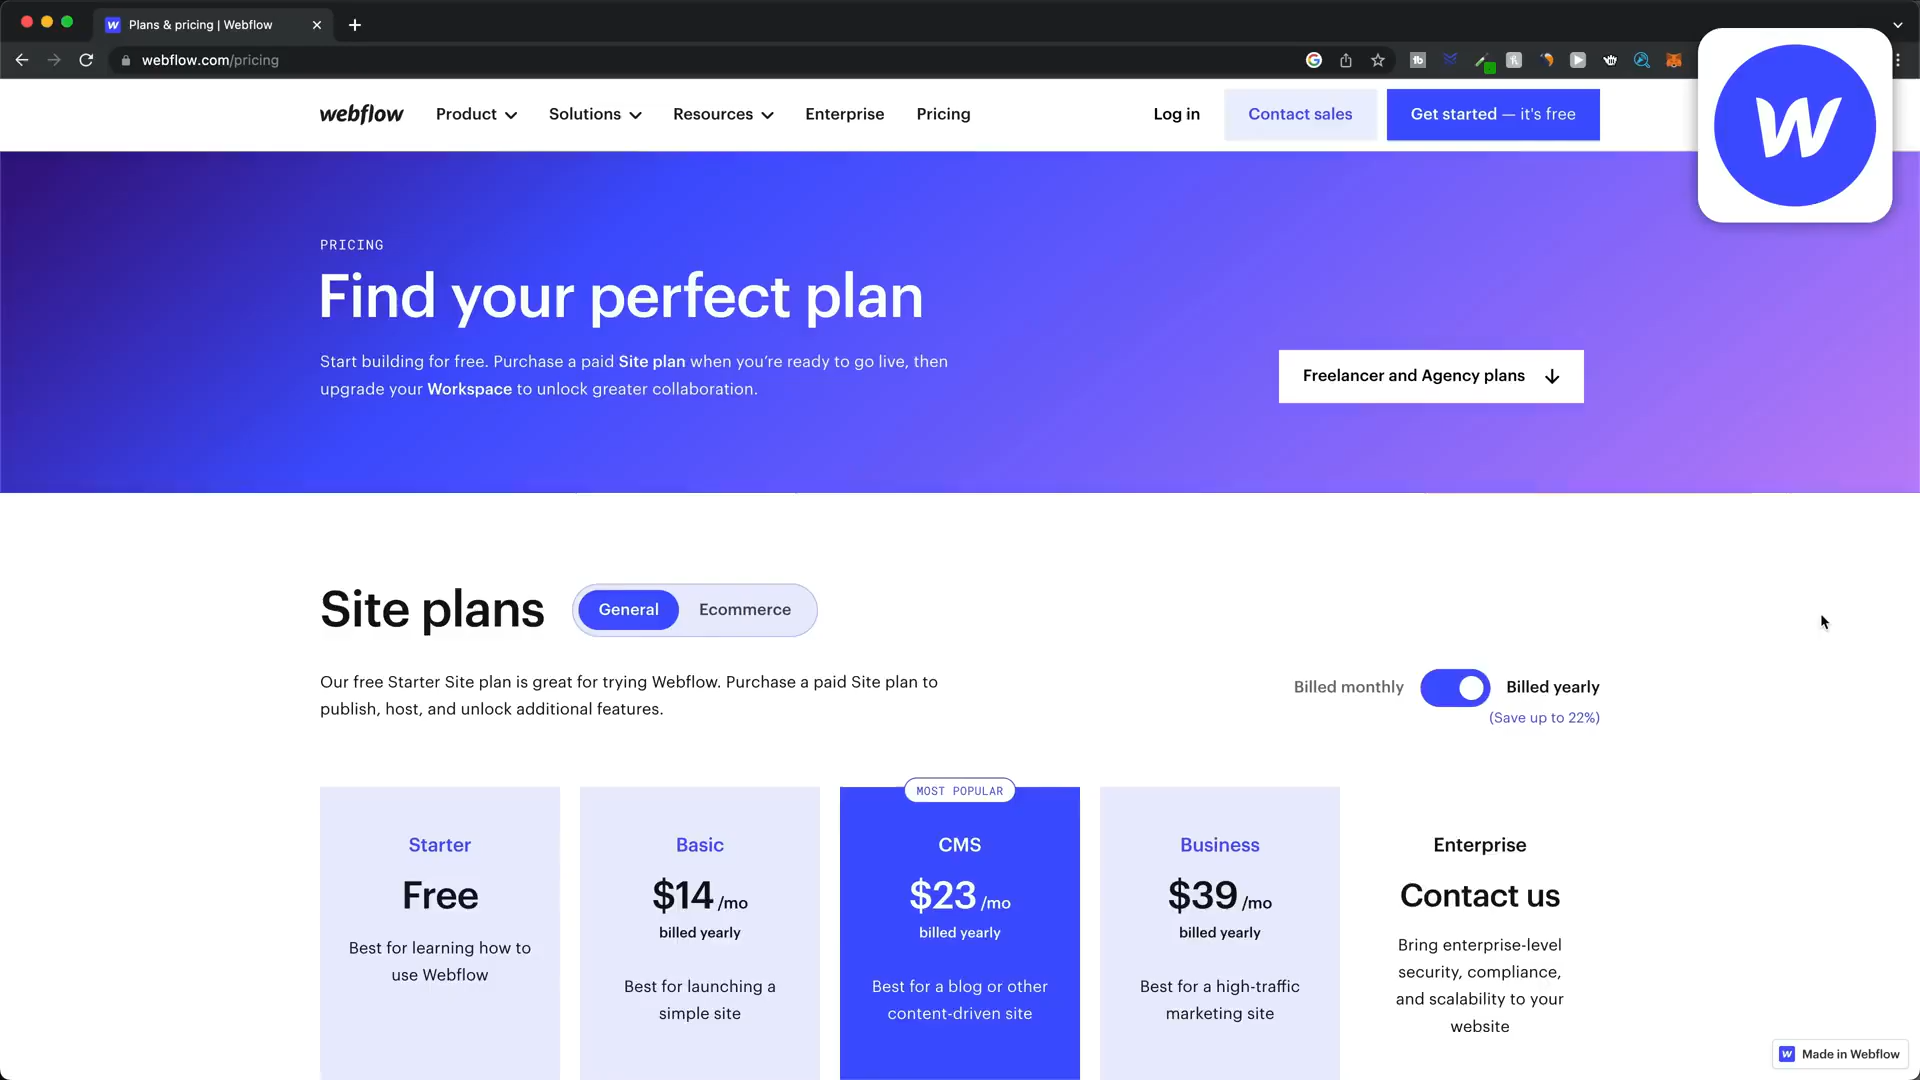 Plans & pricing | Webflow
webflow.com/pricing
webflow
Product
Solutions
Resources
Enterprise
Pricing
Log in
Contact sales
Get started — it's free
W
PRICING
Find your perfect plan
Start building for free. Purchase a paid Site plan when you’re ready to go live, then
upgrade your Workspace to unlock greater collaboration.
Freelancer and Agency plans
Site plans
General
Ecommerce
Our free Starter Site plan is great for trying Webflow. Purchase a paid Site plan to
publish, host, and unlock additional features.
Billed monthly
Billed yearly
(Save up to 22%)
Starter
Free
Best for learning how to
use Webflow
Basic
$14 /mo
billed yearly
Best for launching a
simple site
MOST POPULAR
CMS
$23 /mo
billed yearly
Best for a blog or other
content-driven site
Business
$39 /mo
billed yearly
Best for a high-traffic
marketing site
Enterprise
Contact us
Bring enterprise-level
security, compliance,
and scalability to your
website
Made in Webflow